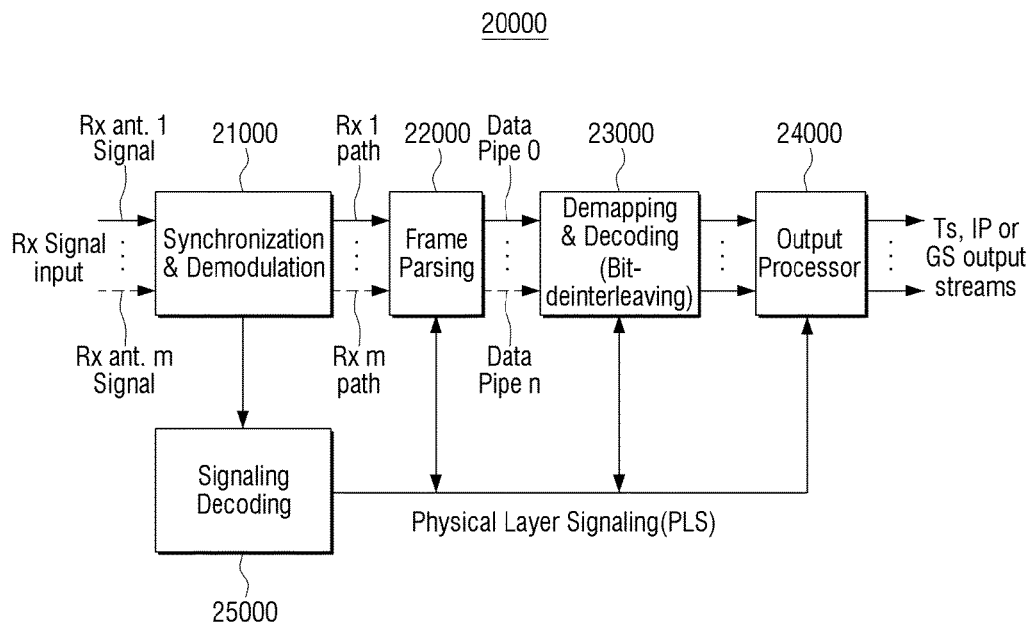 20000
Rx ant. 1
Signal
21000
Rx 1
path
22000
Data
Pipe 0
23000
24000
Rx Signal
input
Synchronization
& Demodulation
Frame
Parsing
Demapping
& Decoding
(Bit-
deinterleaving)
Output
Processor
Ts, IP or
GS output
streams
Rx ant. m
Signal
Rx m
path
Data
Pipe n
Signaling
Decoding
Physical Layer Signaling(PLS)
25000